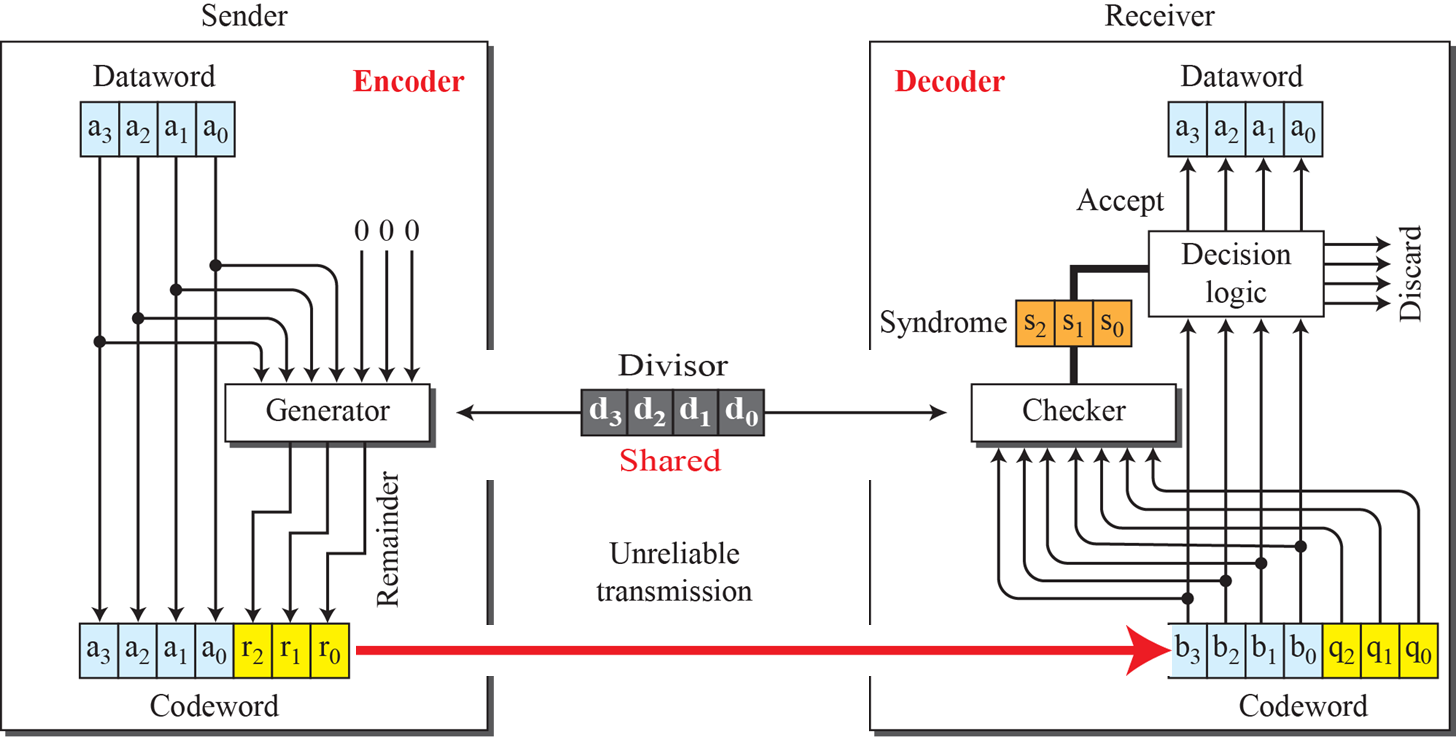 Sender
Receiver
Dataword
Encoder
a3 a2 a1 a0
0 0 0
Generator
Remainder
a3 a2 a1 a0 r2 r1 r0
Codeword
Divisor
d3 d2 d1 d0
Shared
Unreliable
transmission
Decoder
Dataword
a3 a2 a1 a0
Accept
Decision
logic
Discard
Syndrome
s2 s1 s0
Checker
b3 b2 b1 b0 q2 q1 q0
Codeword